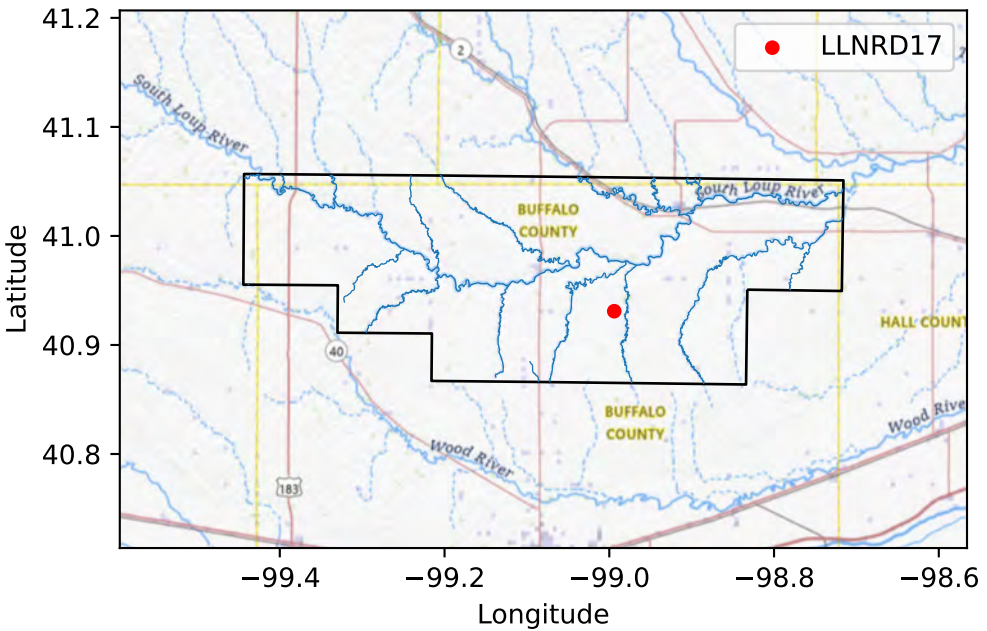 41.2
41.1
41.0
40.9
40.8
Latitude
−99.4
−99.2
−99.0
−98.8
−98.6
Longitude
LLNRD17
2
South Loup River
South Loup River
BUFFALO
COUNTY
HALL COUNT
40
BUFFALO
COUNTY
Wood River
Wood Rive
183